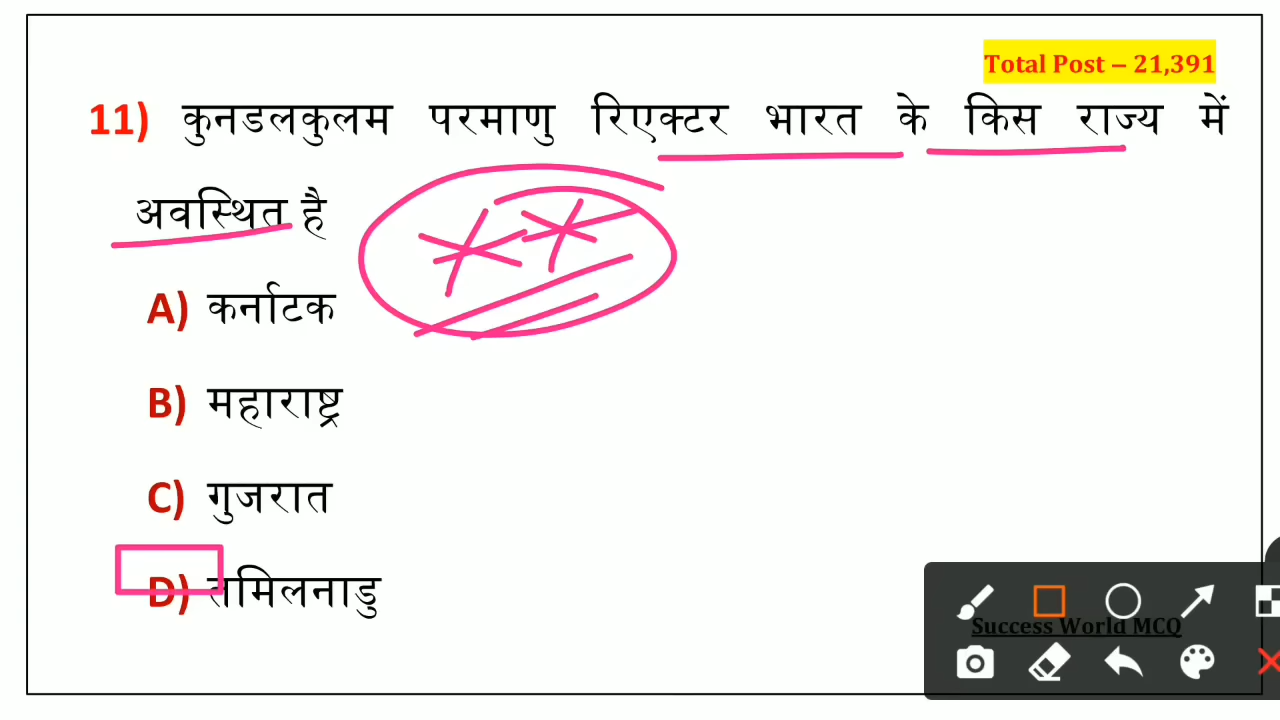 Total Post – 21,391
11) कुनडलकुलम परमाणु रिएक्टर भारत के किस राज्य में
अवस्थित है
A) कर्नाटक
B) महाराष्ट्र
C) गुजरात
D) तमिलनाडु
Success World MCQ